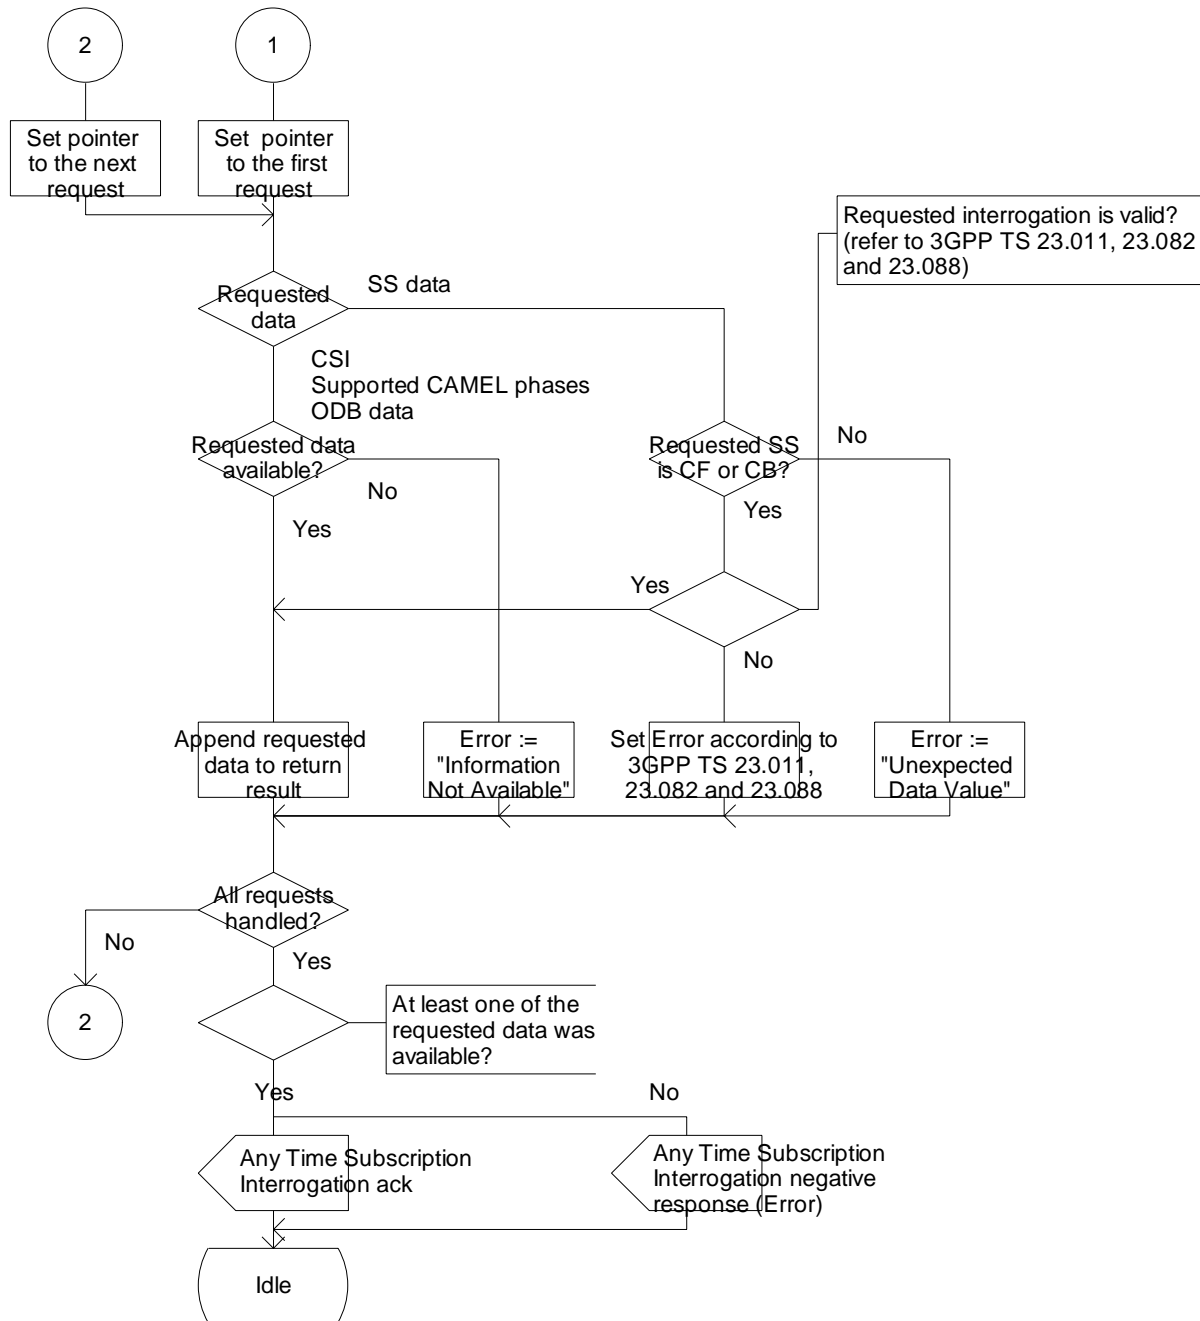 2
1
Set pointer
to the next
request
Set pointer
to the first
request
Requested interrogation is valid?
(refer to 3GPP TS 23.011, 23.082
and 23.088)
Requested
data
SS data
CSI
Supported CAMEL phases
ODB data
Requested data
available?
No
Yes
Requested SS
is CF or CB?
No
Yes
Yes
No
Append requested
data to return
result
Error :=
"Information
Not Available"
Set Error according to
3GPP TS 23.011,
23.082 and 23.088
Error :=
"Unexpected
Data Value"
All requests
handled?
No
Yes
2
At least one of the
requested data was
available?
Yes
No
Any Time Subscription
Interrogation ack
Any Time Subscription
Interrogation negative
response (Error)
Idle